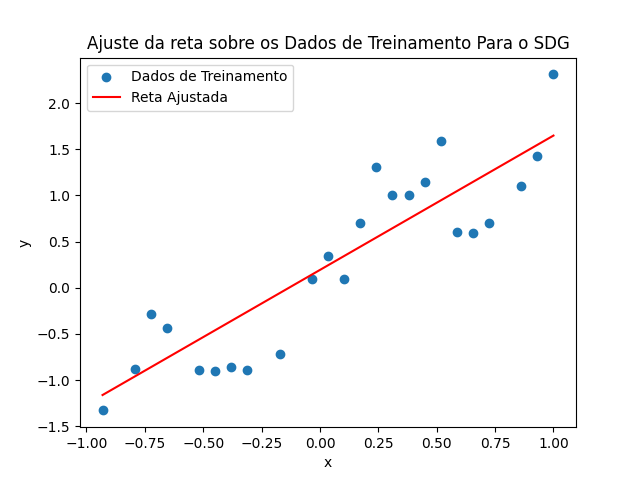 Ajuste da reta sobre os Dados de Treinamento Para o SDG
Dados de Treinamento
Reta Ajustada
2.0
1.5
1.0
0.5
0.0
−0.5
−1.0
−1.5
y
−1.00 −0.75 −0.50 −0.25 0.00 0.25 0.50 0.75 1.00
x